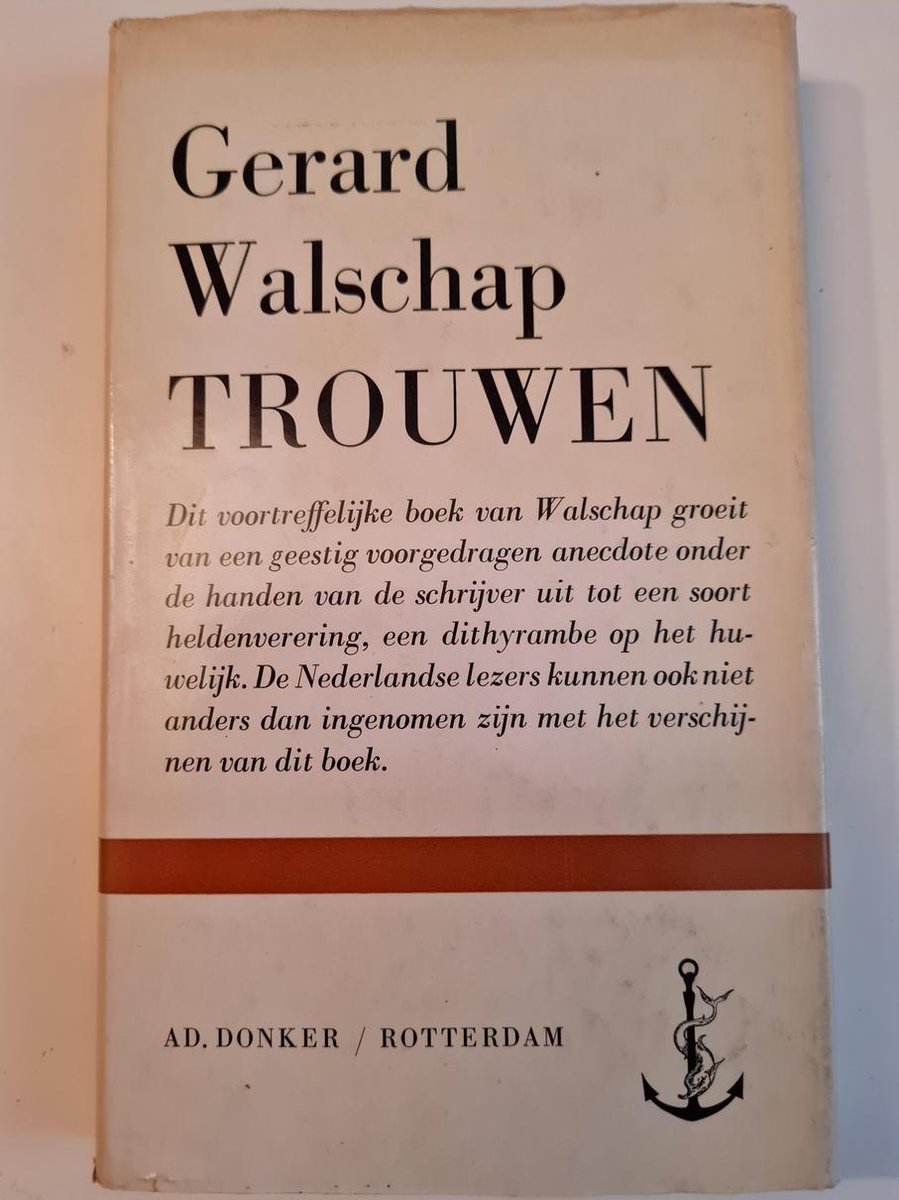 Gerard
Walschap
TROUWEN
Dit voortreffelijke boek van Walschap groeit
van een geestig voorgedragen anecdote onder
de handen van de schrijver uit tot een soort
heldenverering, een dithyrambe op het hu-
welijk. De Nederlandse lezers kunnen ook niet
anders dan ingenomen zijn met het verschij-
nen van dit boek.
AD. DONKER / ROTTERDAM